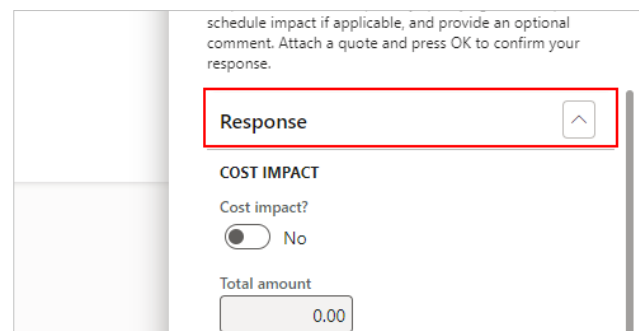 schedule impact if applicable, and provide an optional
comment. Attach a quote and press OK to confirm your
response.
Response
COST IMPACT
Cost impact?
No
Total amount
0.00